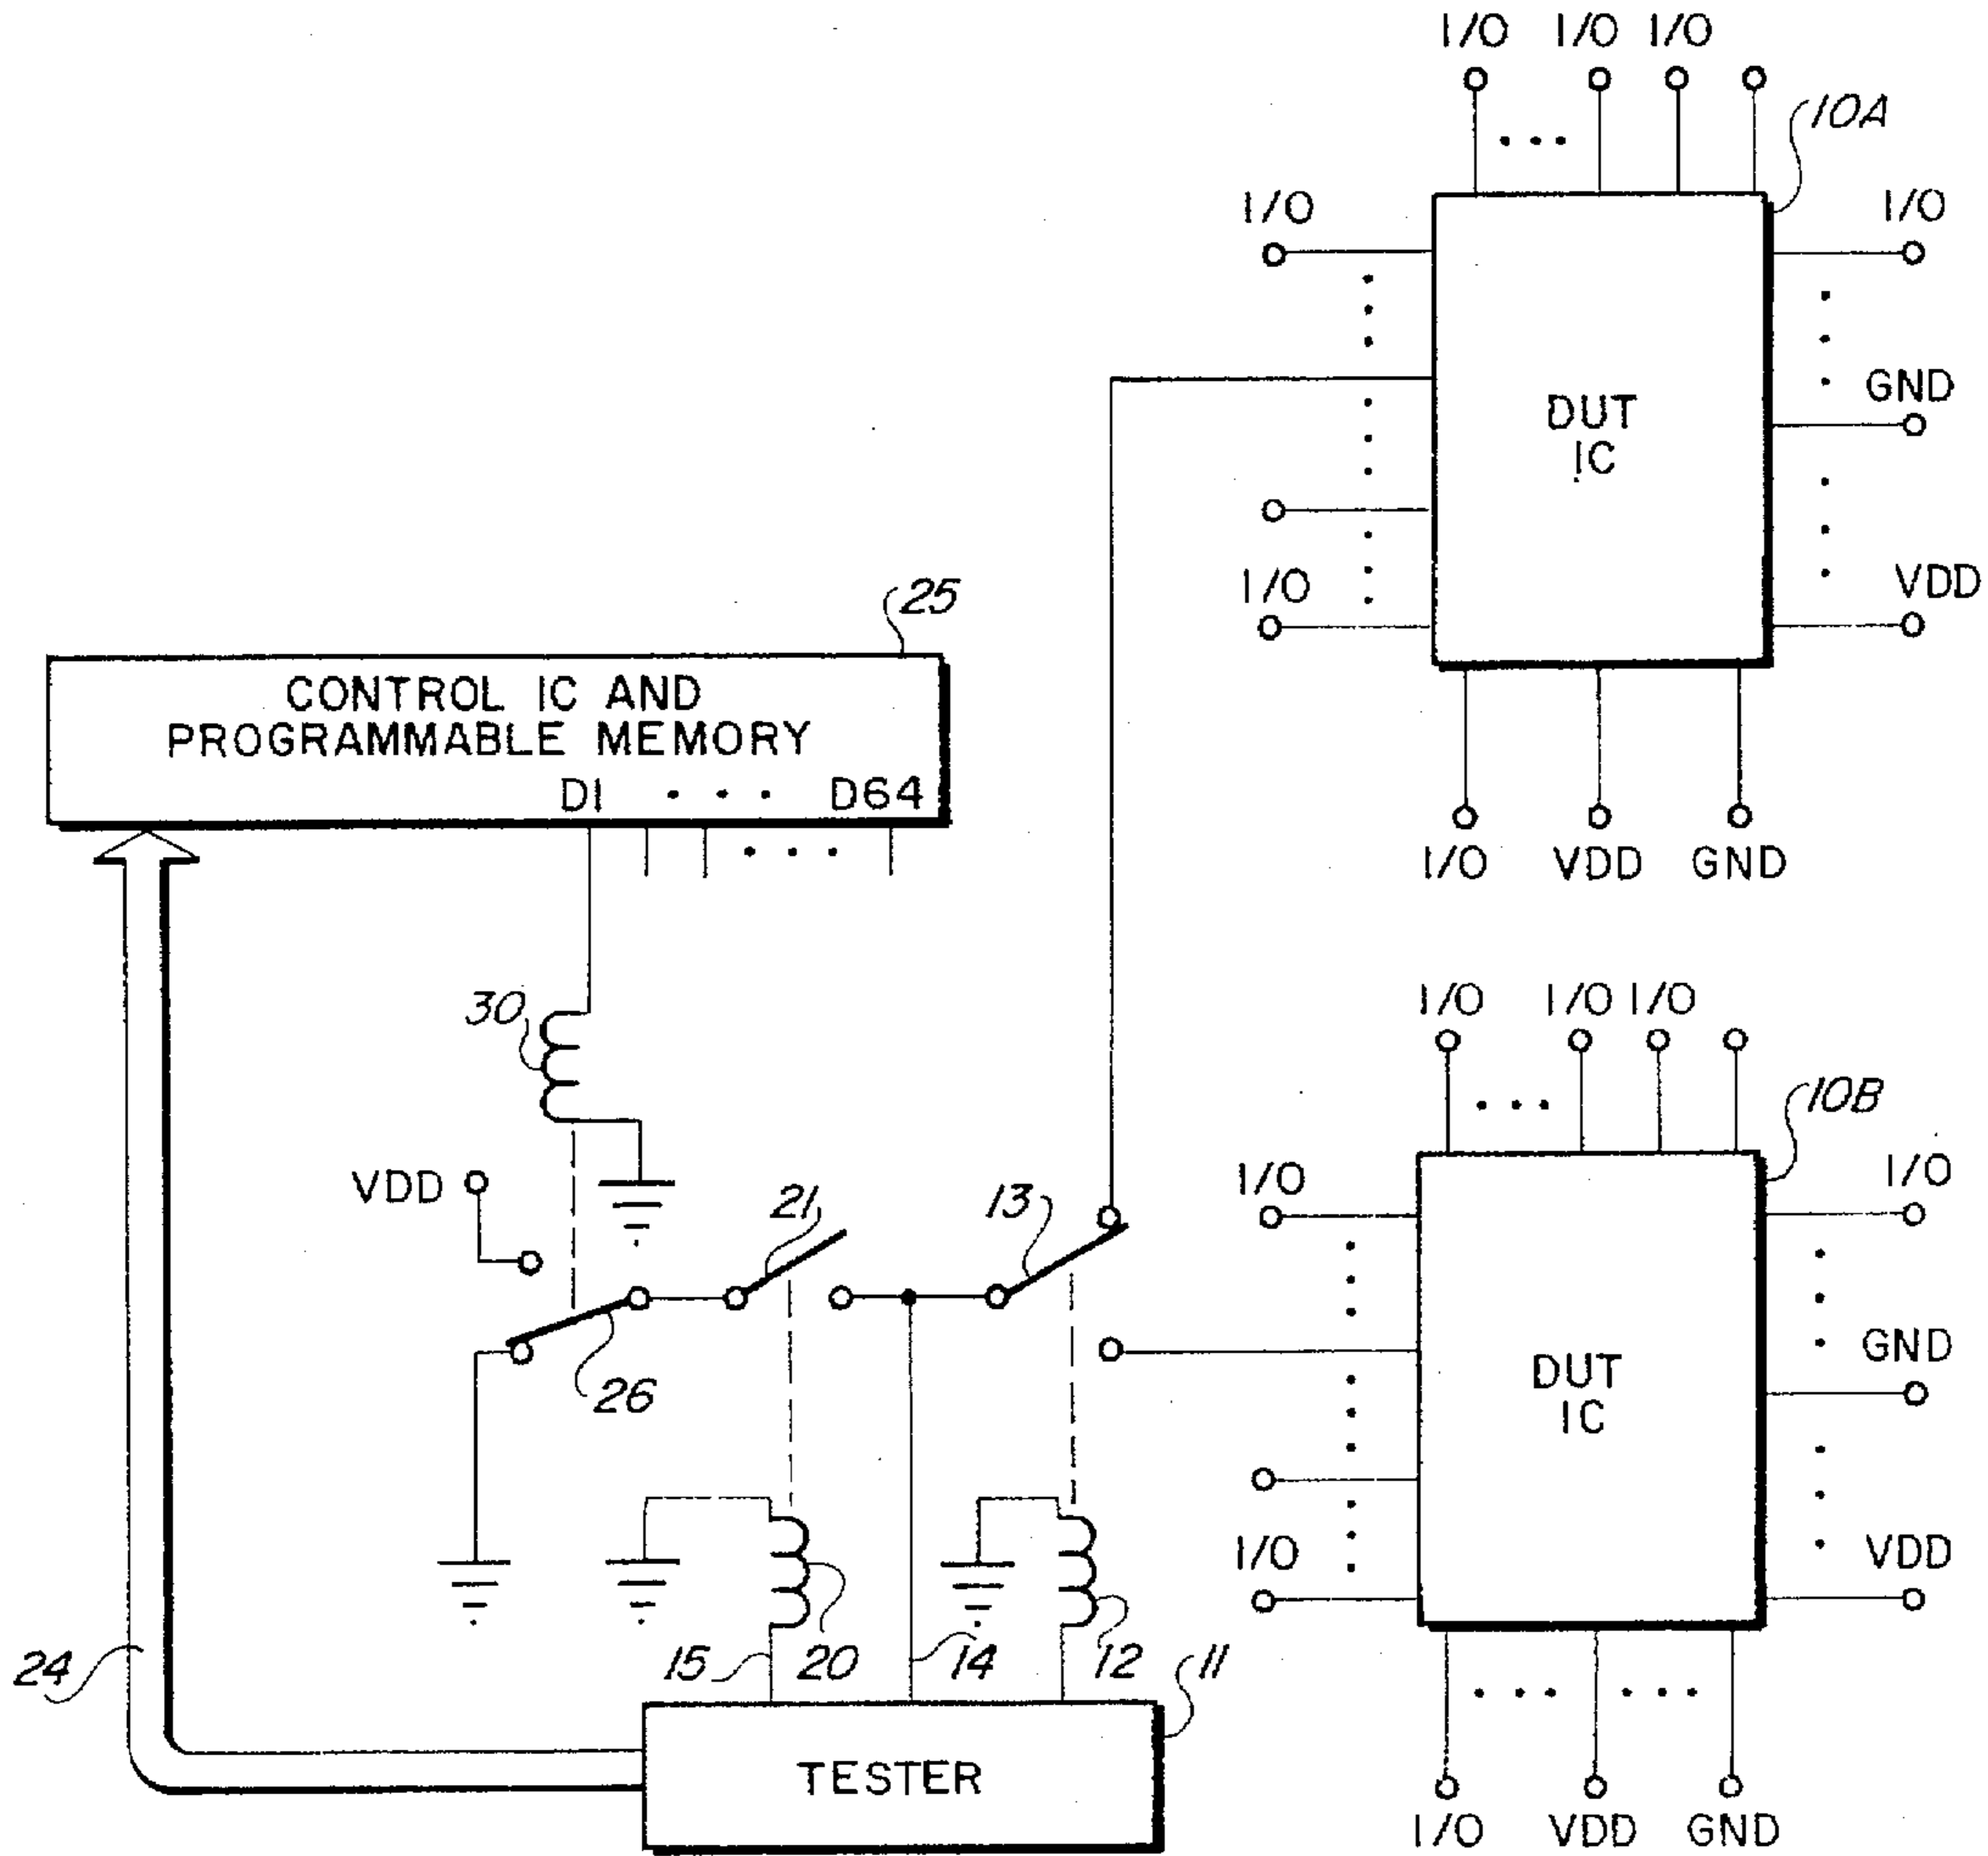 I/O I/O I/O
10A
I/O
I/O
GND
DUT
IC
I/O
VDD
25
CONTROL IC AND
PROGRAMMABLE MEMORY
D1 . . . D64
I/O VDD GND
30
I/O I/O I/O
10B
VDD
21
13
I/O
I/O
GND
DUT
IC
26
I/O
VDD
24
15
20
14
12
11
TESTER
I/O VDD GND